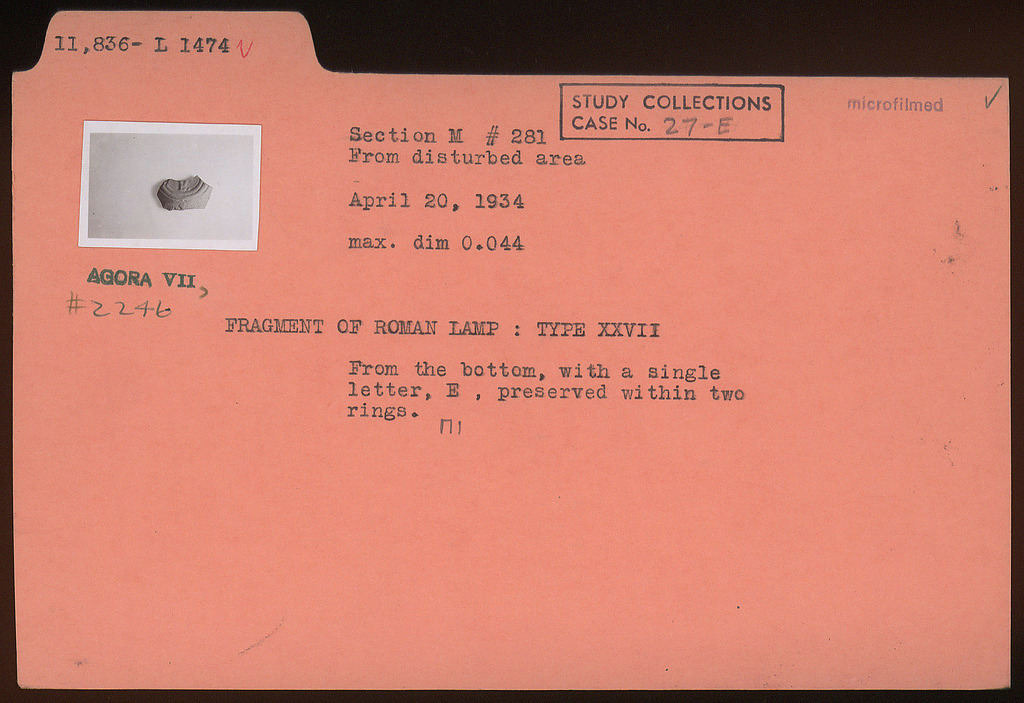 11,836- L 1474 √
STUDY COLLECTIONS
CASE No. 27-E
microfilmed ✓
Section M # 281
From disturbed area
April 20, 1934
max. dim 0.044
AGORA VII,
#2246
FRAGMENT OF ROMAN LAMP : TYPE XXVII
From the bottom, with a single
letter, E , preserved within two
rings.